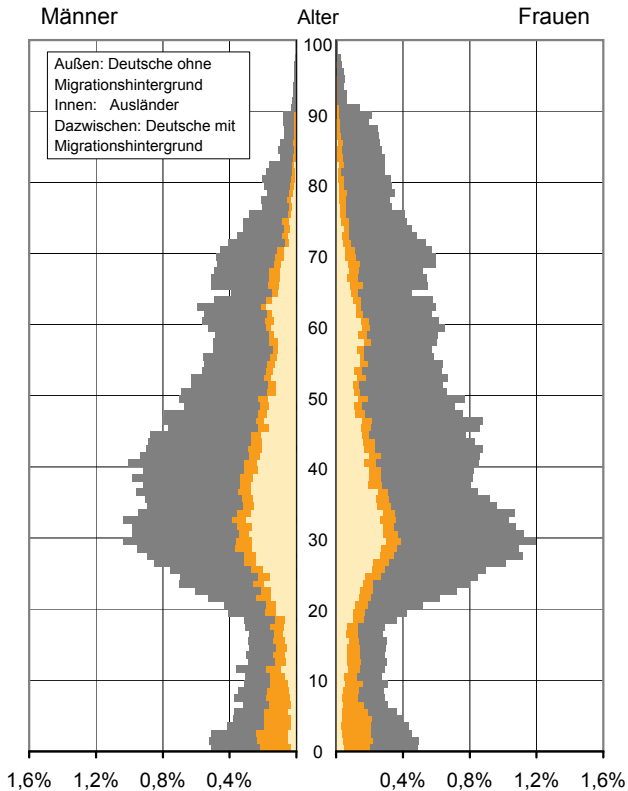 Männer Alter Frauen
Außen: Deutsche ohne
Migrationshintergrund
Innen: Ausländer
Dazwischen: Deutsche mit
Migrationshintergrund
100
90
80
70
60
50
40
30
20
10
0
1,6% 1,2% 0,8% 0,4% 0,4% 0,8% 1,2% 1,6%